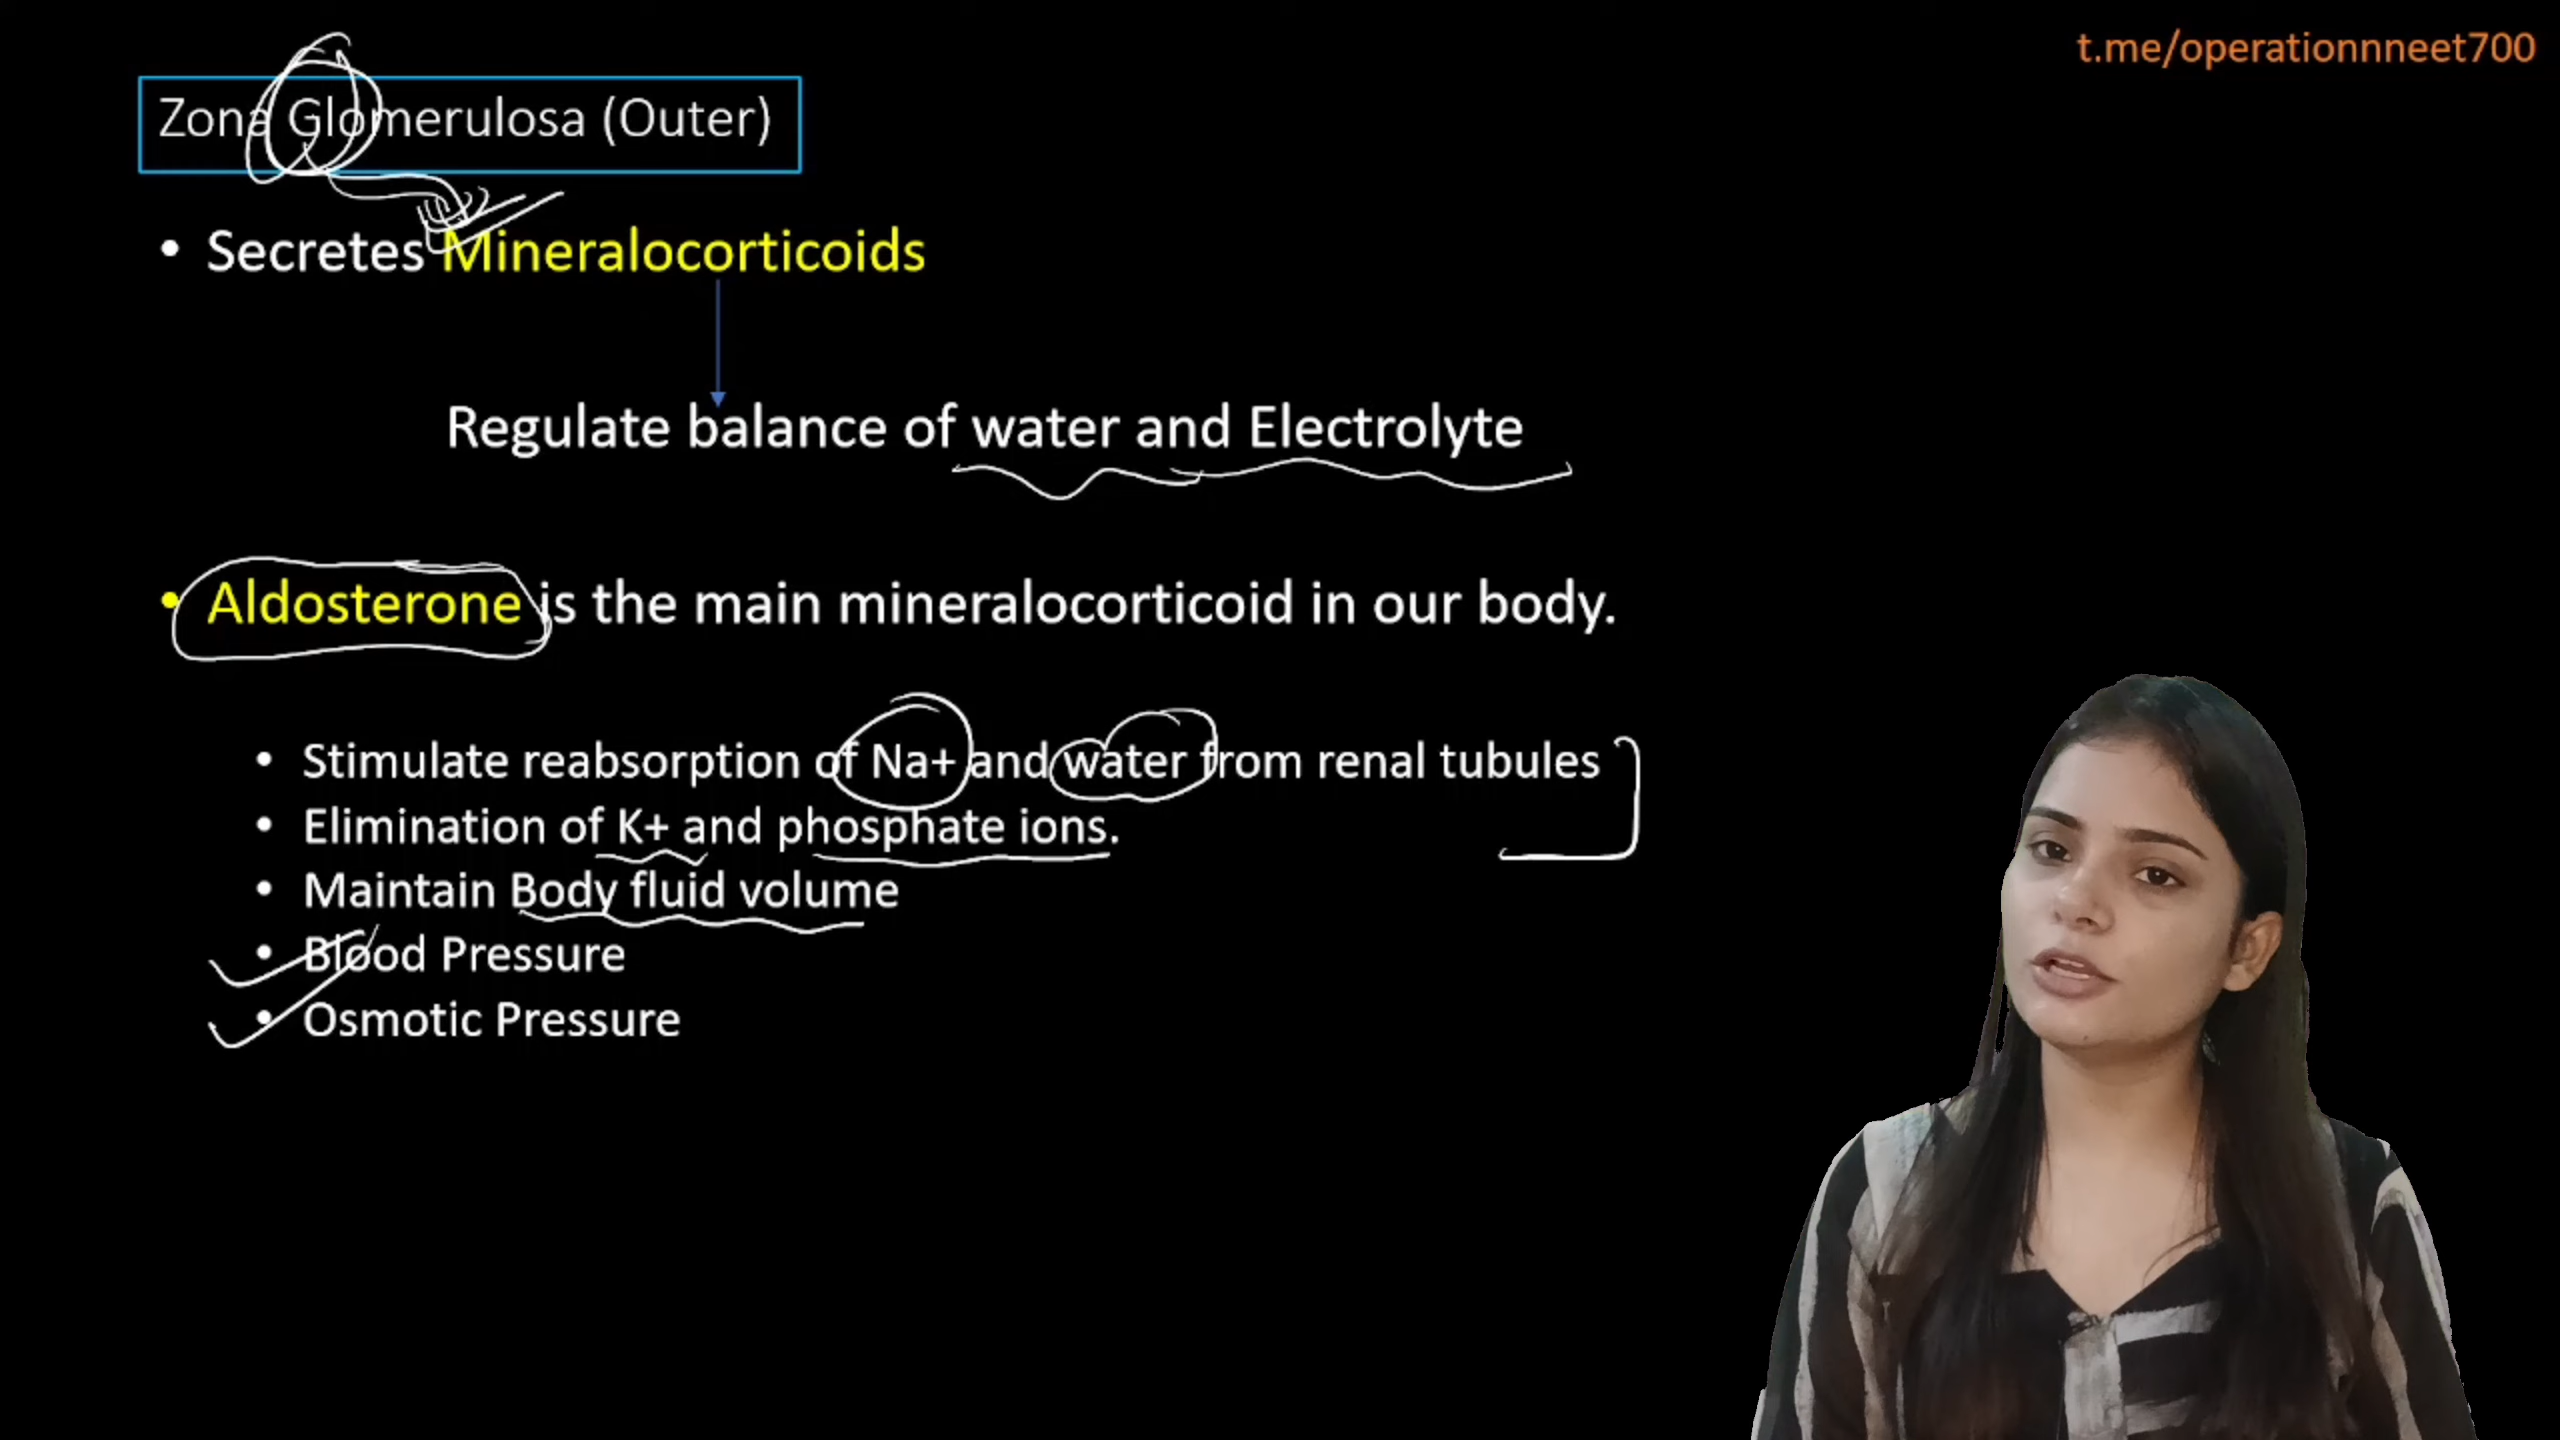 t.me/operationnneet700
Zona Glomerulosa (Outer)
• Secretes Mineralocorticoids
Regulate balance of water and Electrolyte
• Aldosterone is the main mineralocorticoid in our body.
• Stimulate reabsorption of Na+ and water from renal tubules
• Elimination of K+ and phosphate ions.
• Maintain Body fluid volume
• Blood Pressure
• Osmotic Pressure